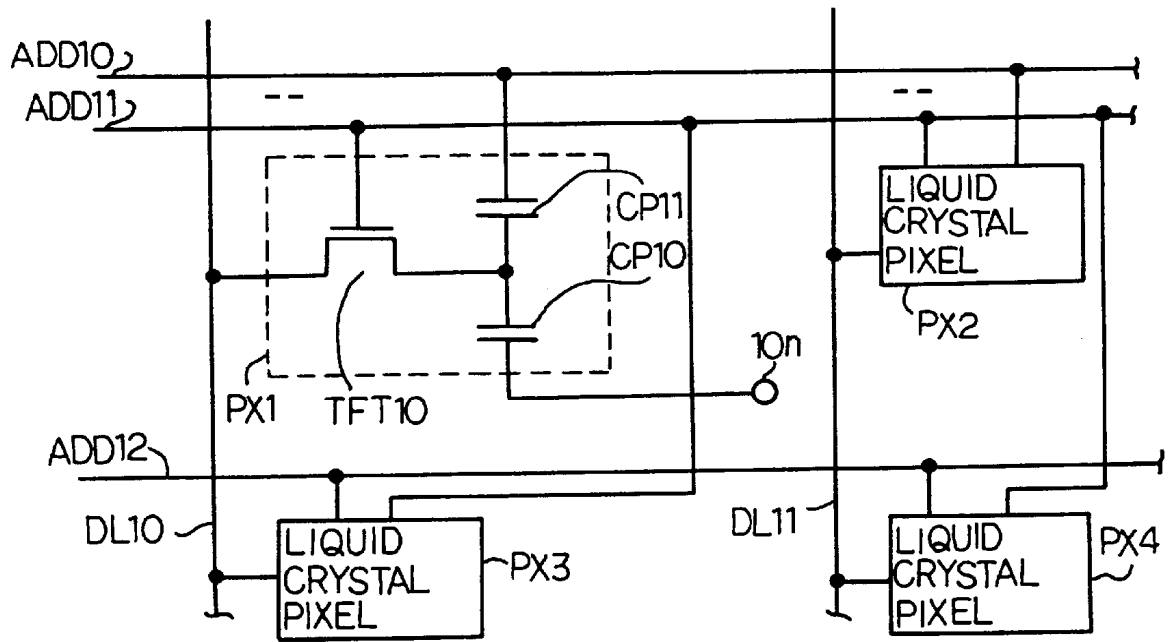 ADD10
ADD11
CP11
LIQUID
CRYSTAL
PIXEL
CP10
PX2
10n
PX1
TFT10
ADD12
DL10
LIQUID
CRYSTAL
PIXEL
PX3
DL11
LIQUID
CRYSTAL
PIXEL
PX4